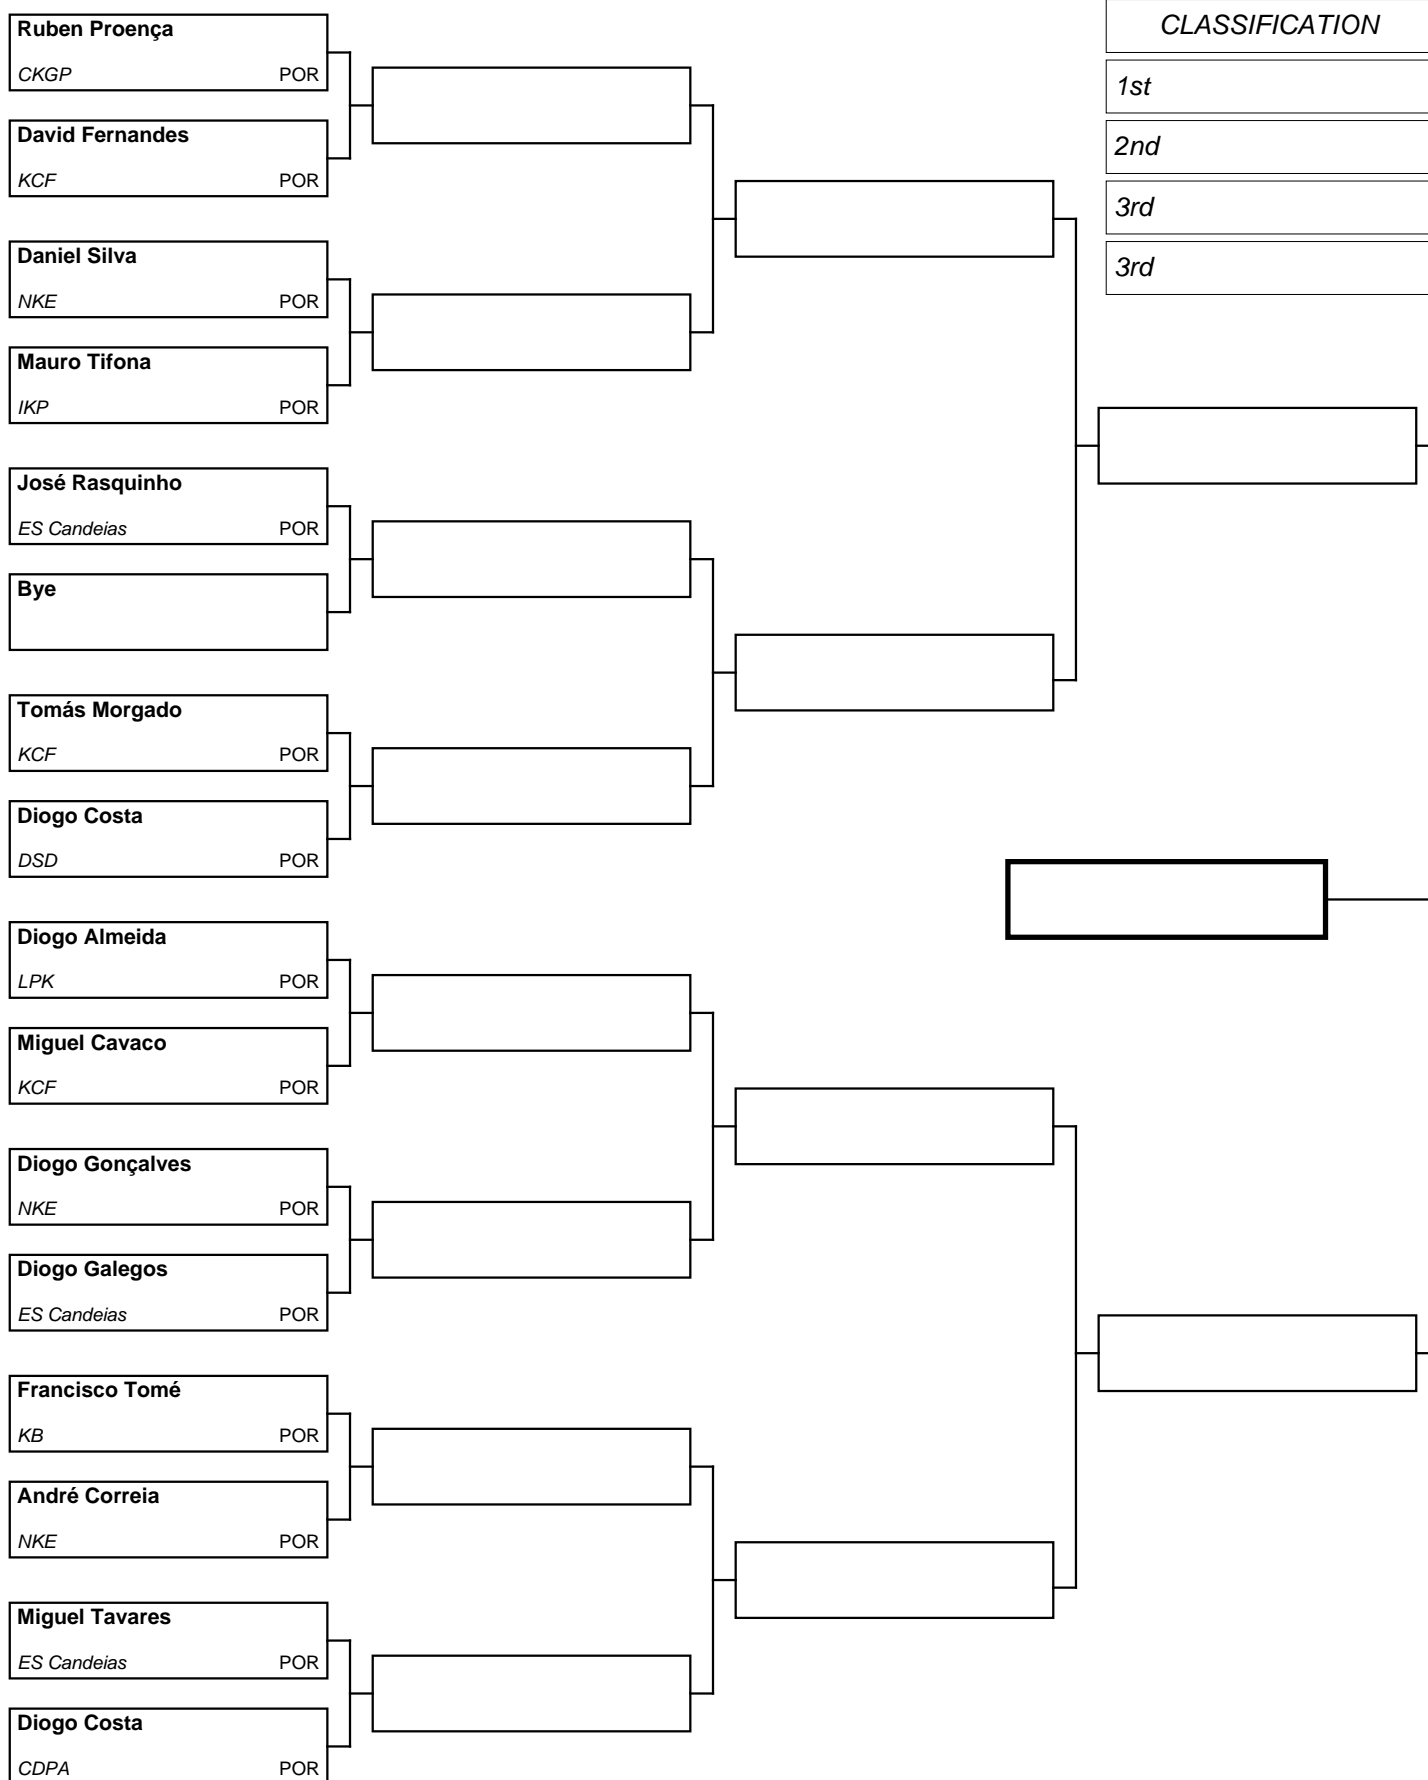 Ruben Proença
CKGP POR
David Fernandes
KCF POR
Daniel Silva
NKE POR
Mauro Tifona
IKP POR
José Rasquinho
ES Candeias POR
Bye
Tomás Morgado
KCF POR
Diogo Costa
DSD POR
Diogo Almeida
LPK POR
Miguel Cavaco
KCF POR
Diogo Gonçalves
NKE POR
Diogo Galegos
ES Candeias POR
Francisco Tomé
KB POR
André Correia
NKE POR
Miguel Tavares
ES Candeias POR
Diogo Costa
CDPA POR
CLASSIFICATION
1st
2nd
3rd
3rd